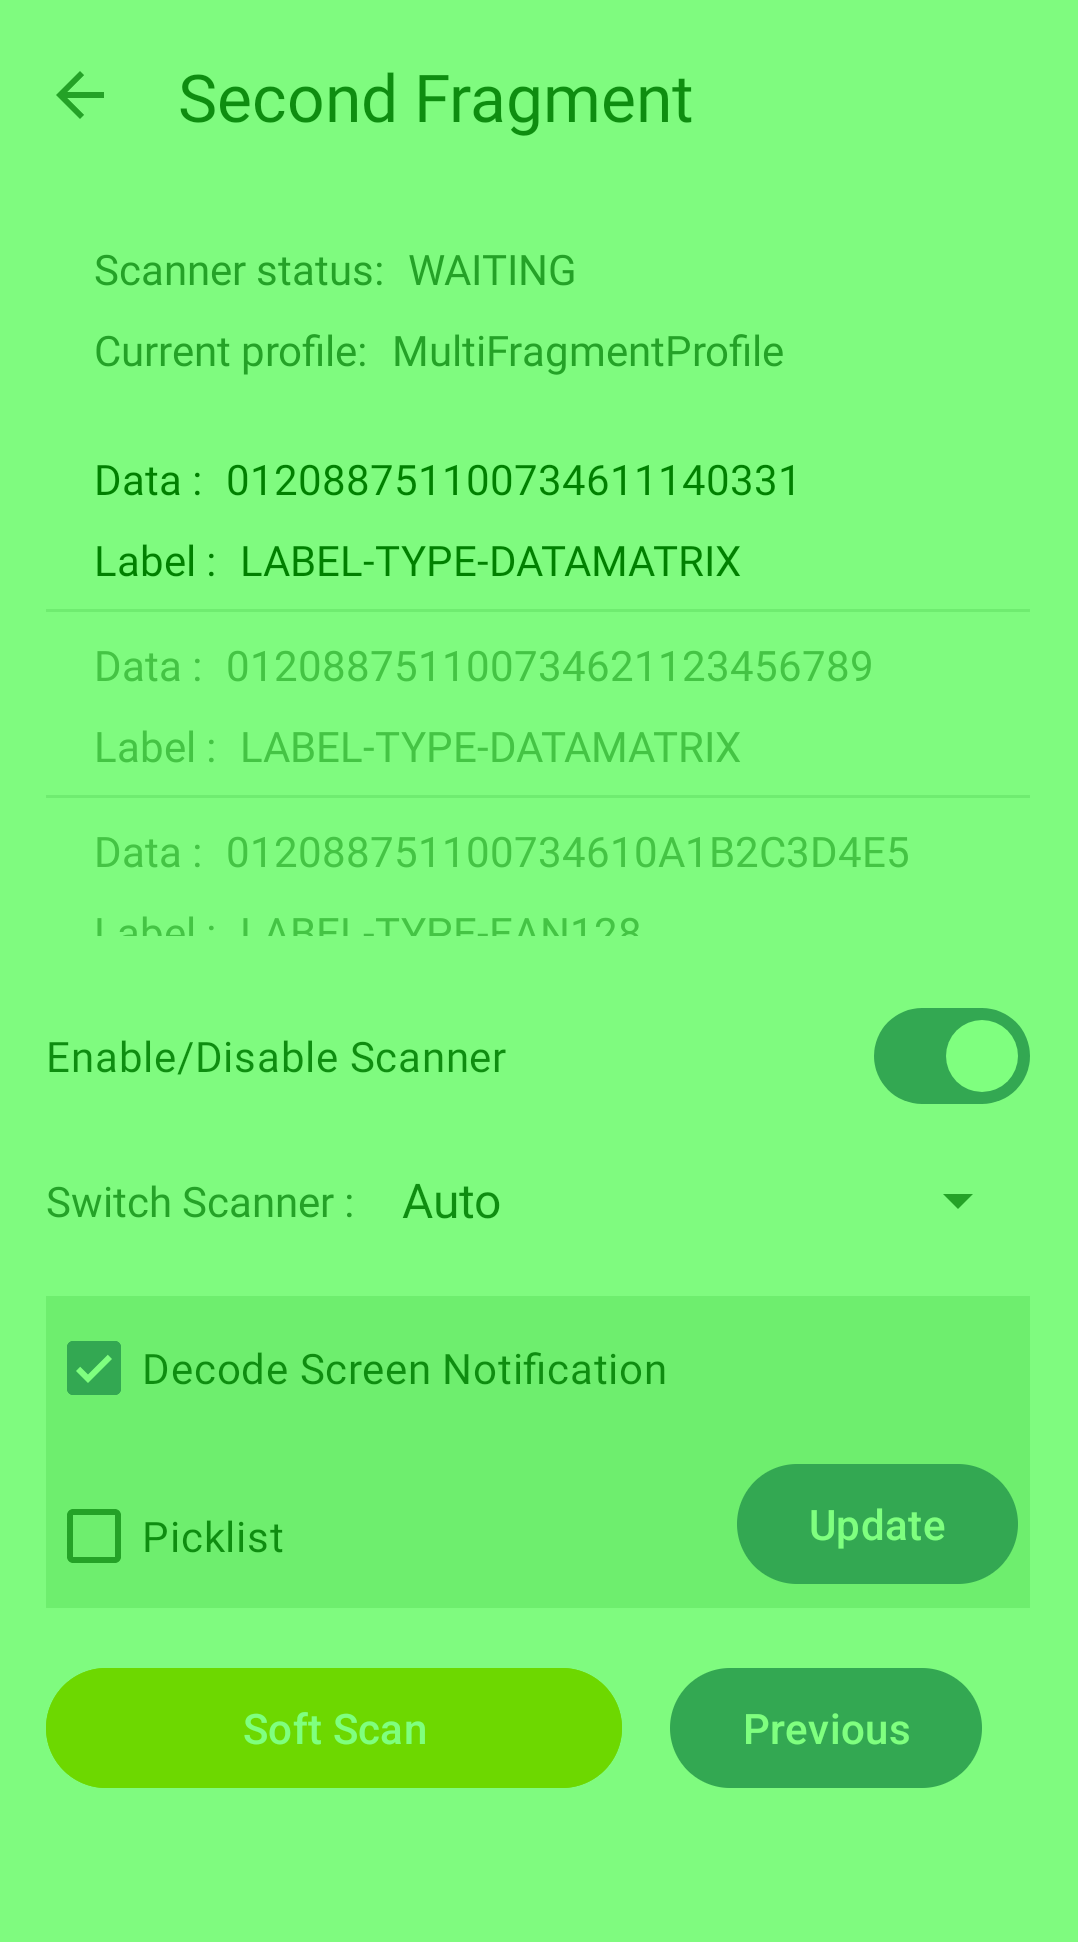 Second Fragment
Scanner status: WAITING
Current profile: MultiFragmentProfile
Data : 012088751100734611140331
Label : LABEL-TYPE-DATAMATRIX
Data : 012088751100734621123456789
Label : LABEL-TYPE-DATAMATRIX
Data : 012088751100734610A1B2C3D4E5
Label : LABEL-TYPE-EAN128
Enable/Disable Scanner
Switch Scanner : Auto
Decode Screen Notification
Picklist
Update
Soft Scan
Previous